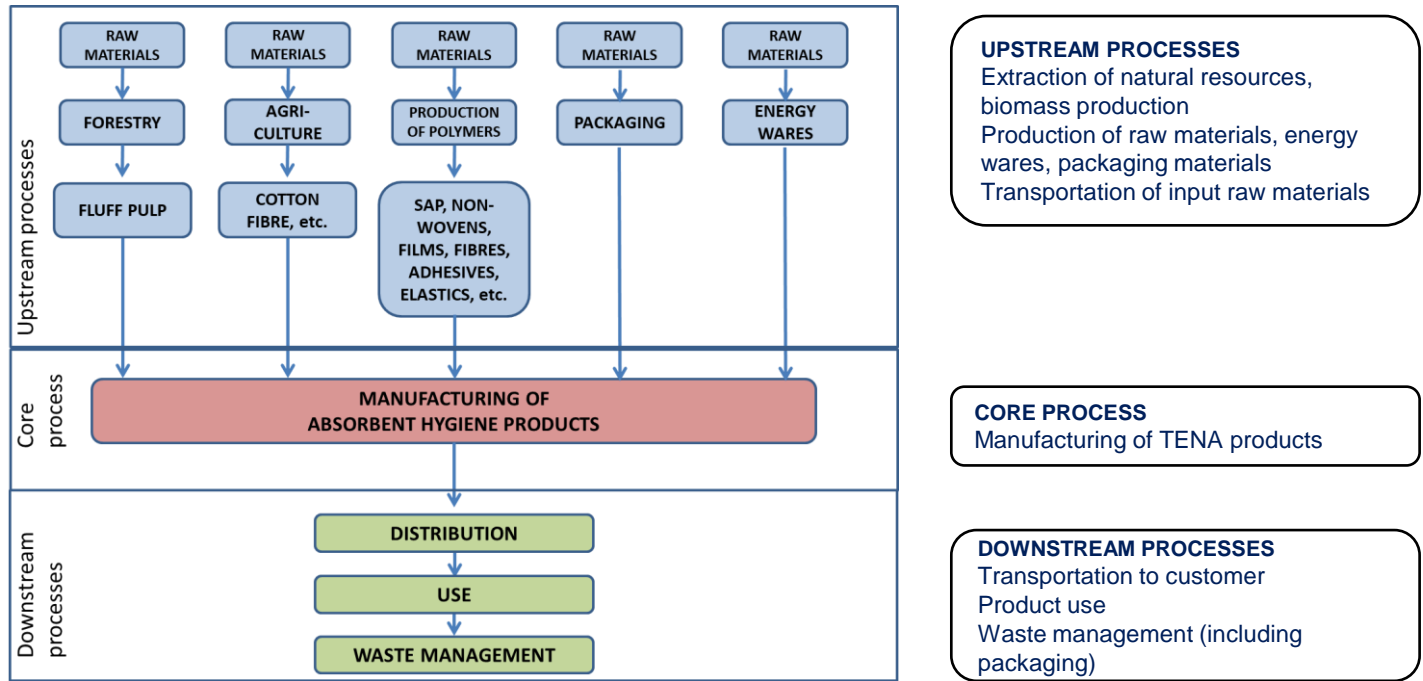 Upstream processes
RAW
MATERIALS
RAW
MATERIALS
RAW
MATERIALS
RAW
MATERIALS
RAW
MATERIALS
FORESTRY
AGRI-
CULTURE
PRODUCTION
OF POLYMERS
PACKAGING
ENERGY
WARES
FLUFF PULP
COTTON
FIBRE, etc.
SAP, NON-
WOVENS,
FILMS, FIBRES,
ADHESIVES,
ELASTICS, etc.
Core
process
MANUFACTURING OF
ABSORBENT HYGIENE PRODUCTS
Downstream
processes
DISTRIBUTION
USE
WASTE MANAGEMENT
UPSTREAM PROCESSES
Extraction of natural resources,
biomass production
Production of raw materials, energy
wares, packaging materials
Transportation of input raw materials
CORE PROCESS
Manufacturing of TENA products
DOWNSTREAM PROCESSES
Transportation to customer
Product use
Waste management (including
packaging)